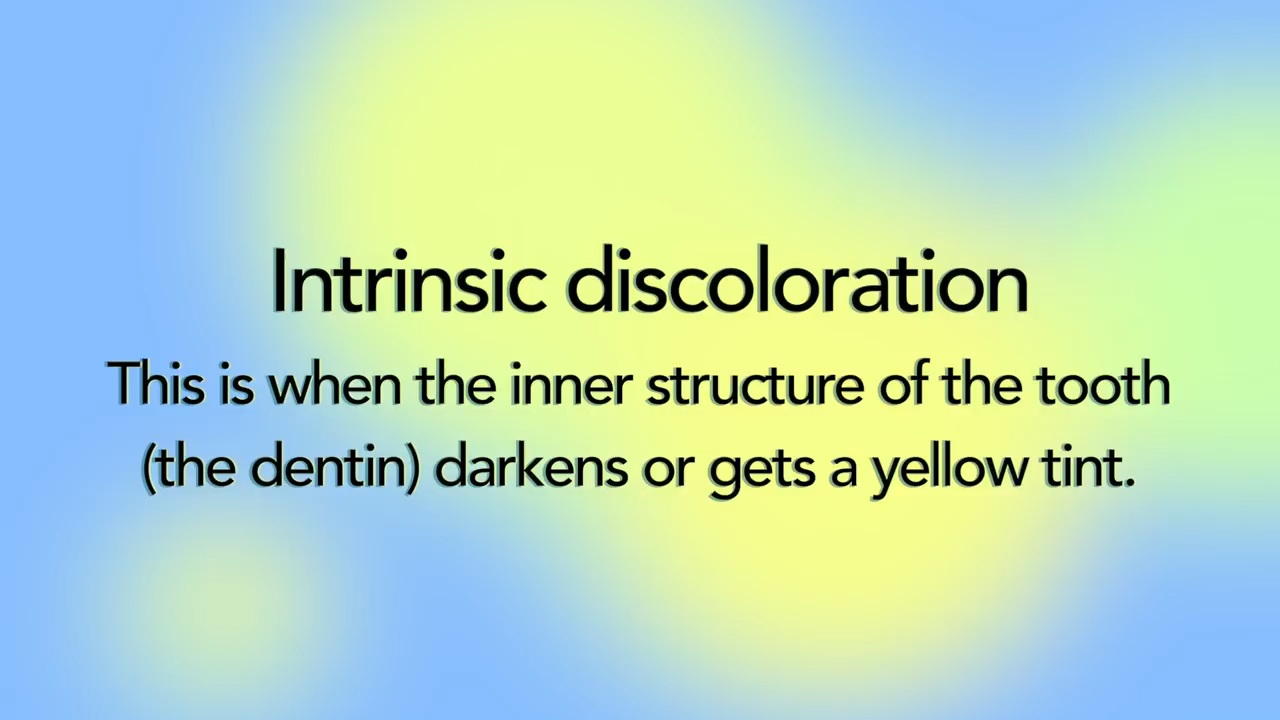 Intrinsic discoloration
This is when the inner structure of the tooth
(the dentin) darkens or gets a yellow tint.